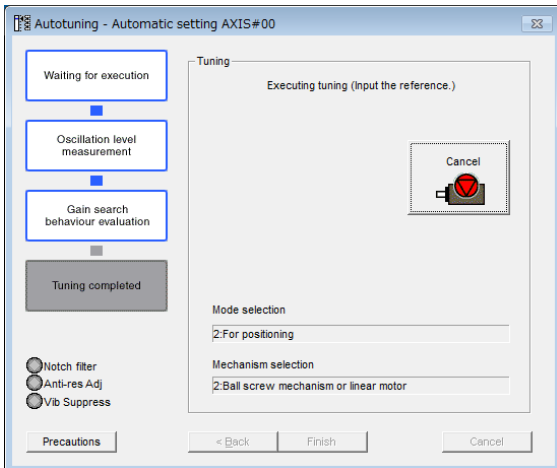 Autotuning - Automatic setting AXIS#00
Waiting for execution
Oscillation level
measurement
Gain search
behaviour evaluation
Tuning completed
Notch filter
Anti-res Adj
Vib Suppress
Precautions
Tuning
Executing tuning (Input the reference.)
Cancel
Mode selection
2:For positioning
Mechanism selection
2:Ball screw mechanism or linear motor
< Back
Finish
Cancel